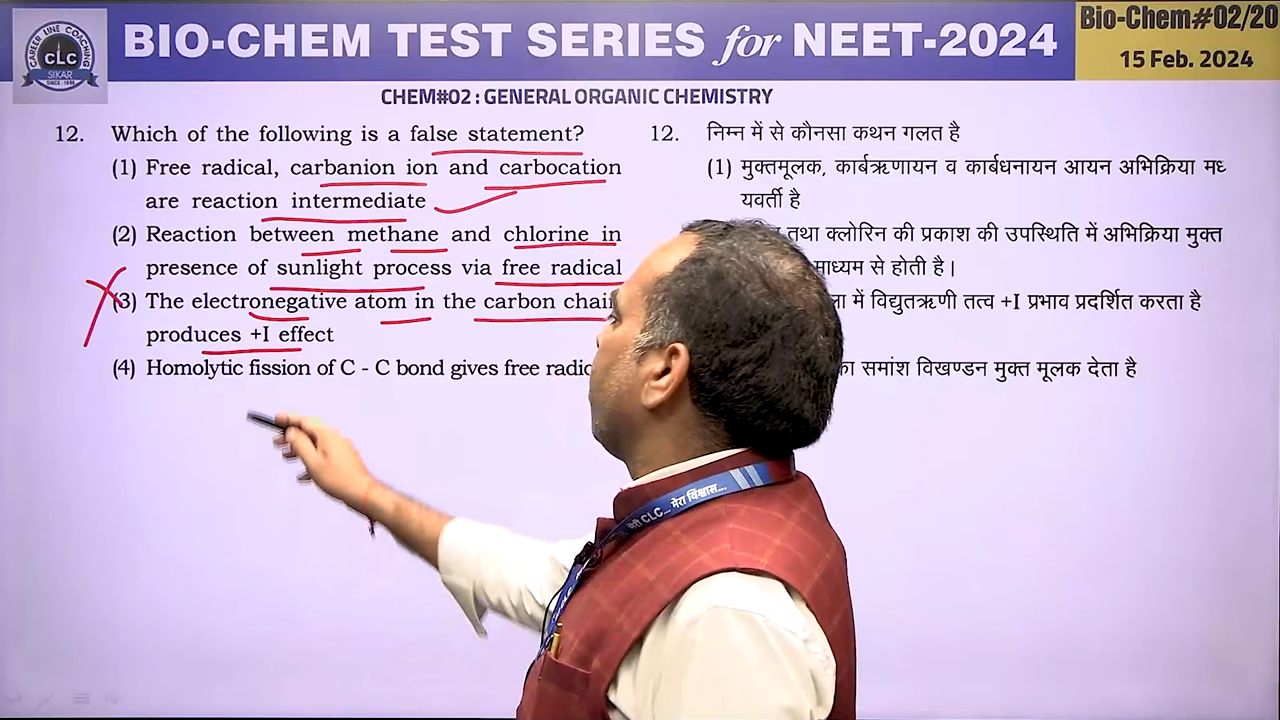 CAREER LINE COACHING
CLC
SIKAR
SINCE : 1996
BIO-CHEM TEST SERIES for NEET-2024
Bio-Chem#02/20
15 Feb. 2024
CHEM#02 : GENERAL ORGANIC CHEMISTRY
12. Which of the following is a false statement?
(1) Free radical, carbanion ion and carbocation
are reaction intermediate
(2) Reaction between methane and chlorine in
presence of sunlight process via free radical
(3) The electronegative atom in the carbon chain
produces +I effect
(4) Homolytic fission of C - C bond gives free
12. निम्न में से कौनसा कथन गलत है
(1) मुक्तमूलक, कार्बऋणायन व कार्बधनायन आयन अभिक्रिया मध
यवर्ती है
तथा क्लोरिन की प्रकाश की उपस्थिति में अभिक्रिया मुक्त
माध्यम से होती है।
में विद्युतऋणी तत्व +I प्रभाव प्रदर्शित करता है
का समांश विखण्डन मुक्त मूलक देता है
मेरी CLC... मेरा विश्वास...